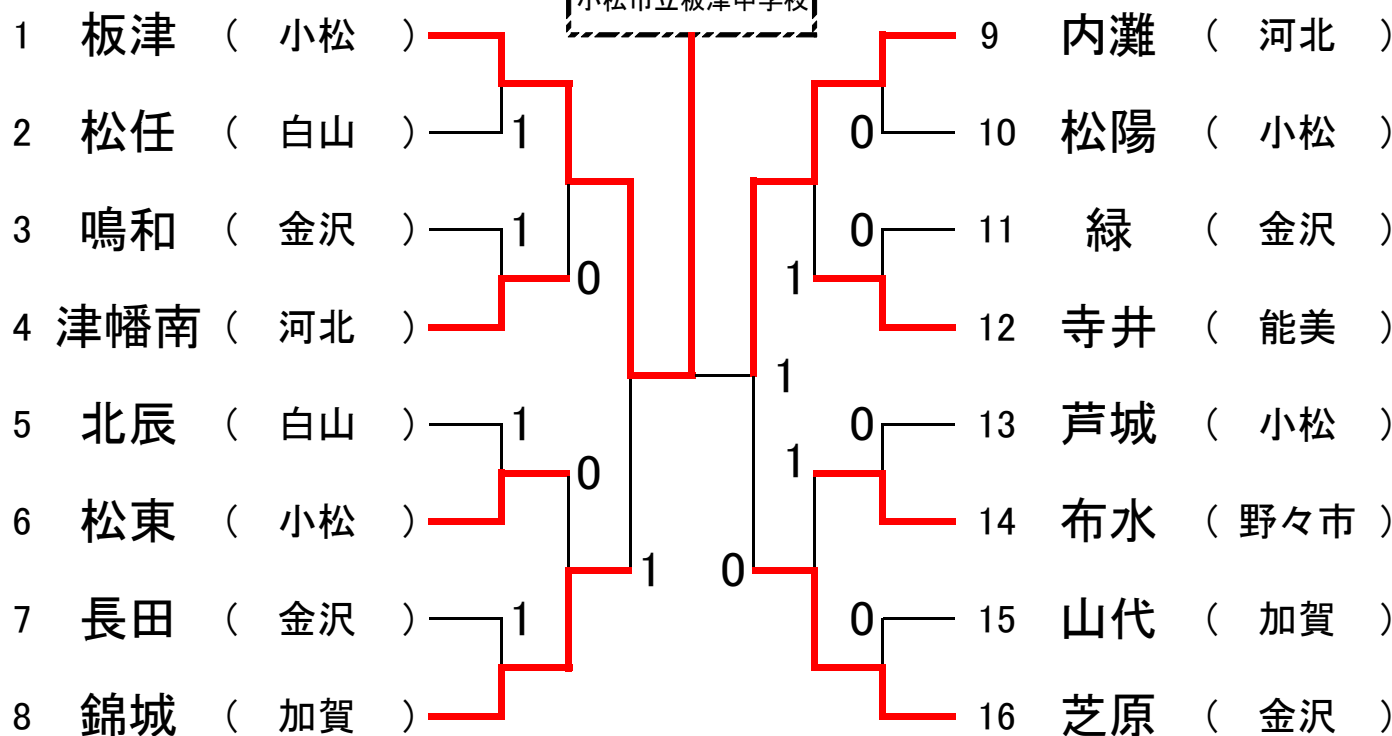 小松市立板津中学校
1 板津 （ 小松 ）
2 松任 （ 白山 ）
3 鳴和 （ 金沢 ）
4 津幡南 （ 河北 ）
5 北辰 （ 白山 ）
6 松東 （ 小松 ）
7 長田 （ 金沢 ）
8 錦城 （ 加賀 ）
1
1
0
1
0
1
1
9 内灘 （ 河北 ）
10 松陽 （ 小松 ）
11 緑 （ 金沢 ）
12 寺井 （ 能美 ）
13 芦城 （ 小松 ）
14 布水 （ 野々市 ）
15 山代 （ 加賀 ）
16 芝原 （ 金沢 ）
0
0
1
1
0
1
0
0